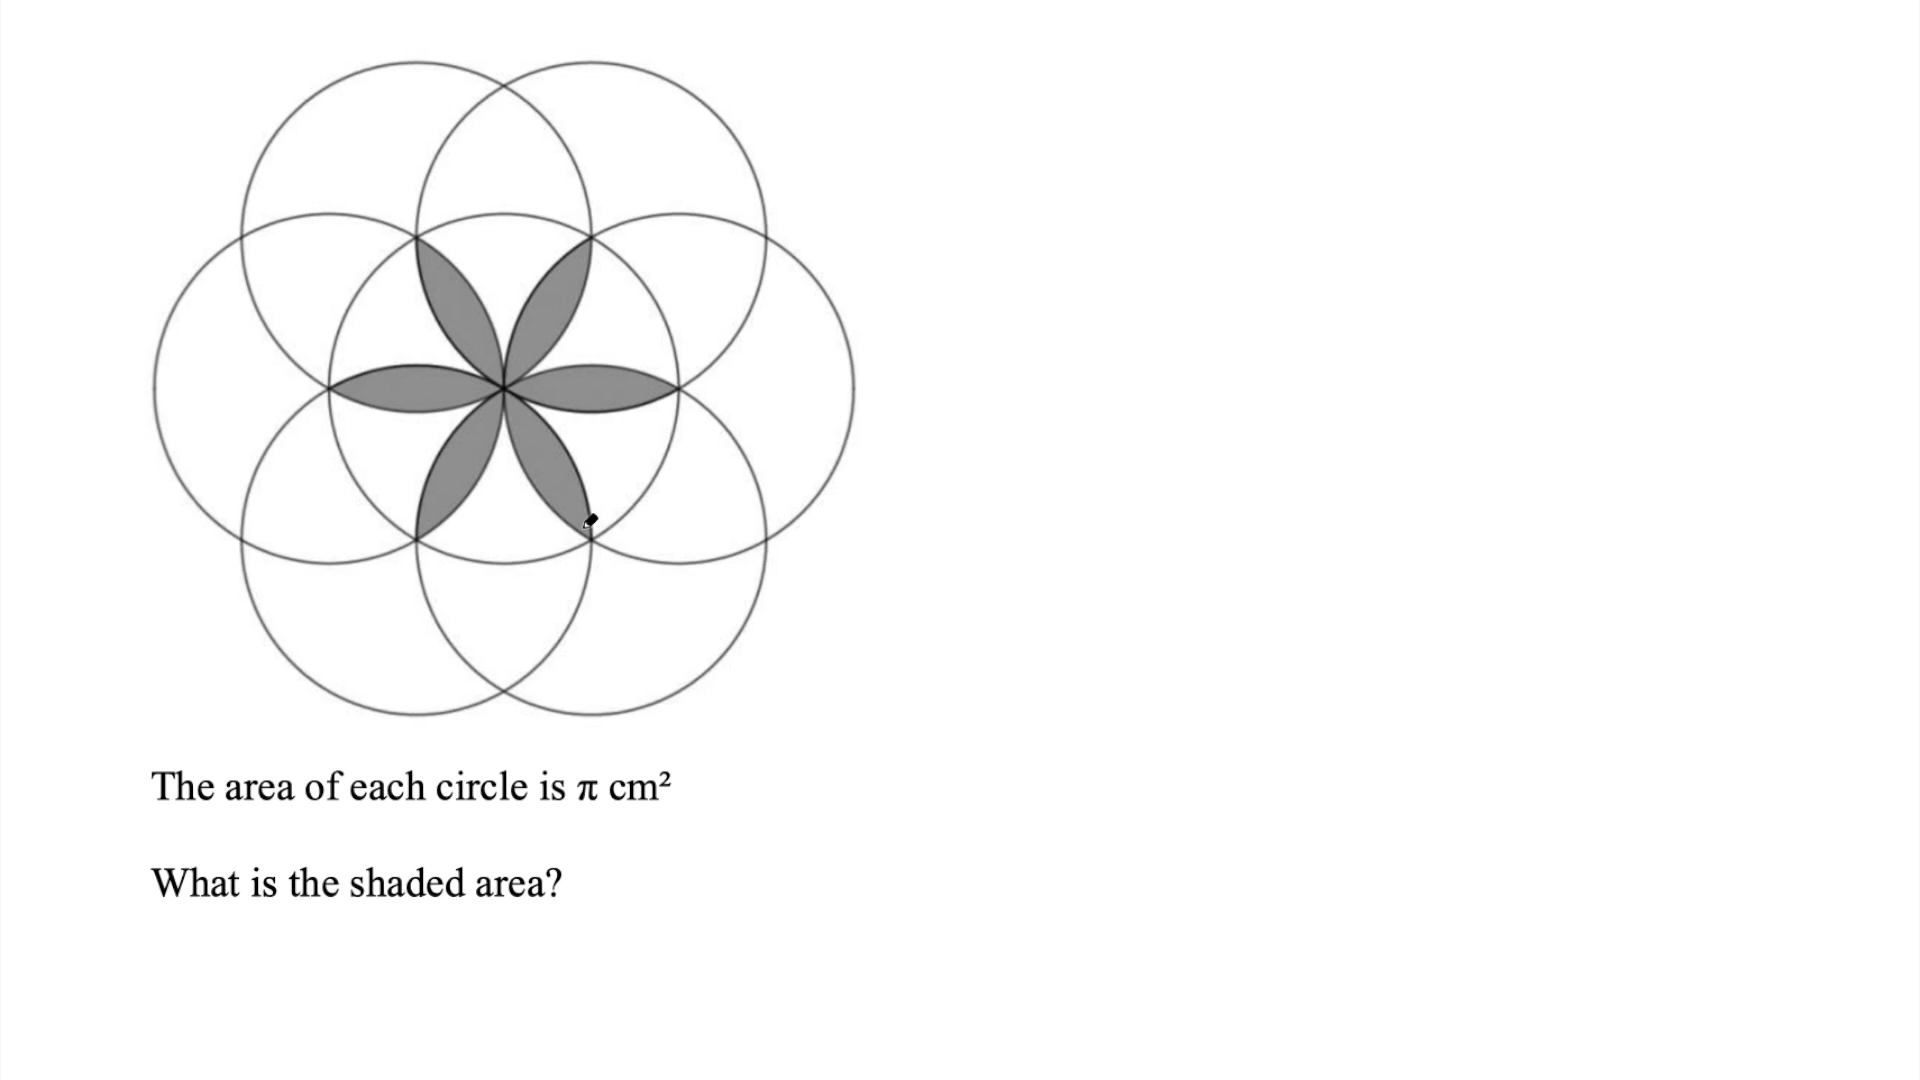 The area of each circle is π cm²
What is the shaded area?